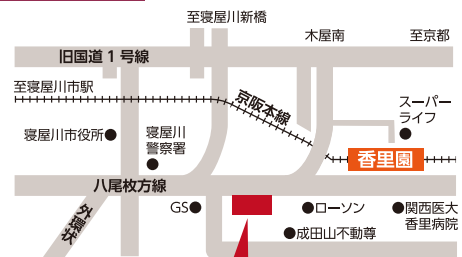 至寝屋川新橋
木屋南
至京都
旧国道1号線
至寝屋川市駅
京阪本線
スーパー
ライフ
寝屋川市役所
寝屋川
警察署
香里園
八尾枚方線
外環状
GS
ローソン
関西医大
香里病院
成田山不動尊